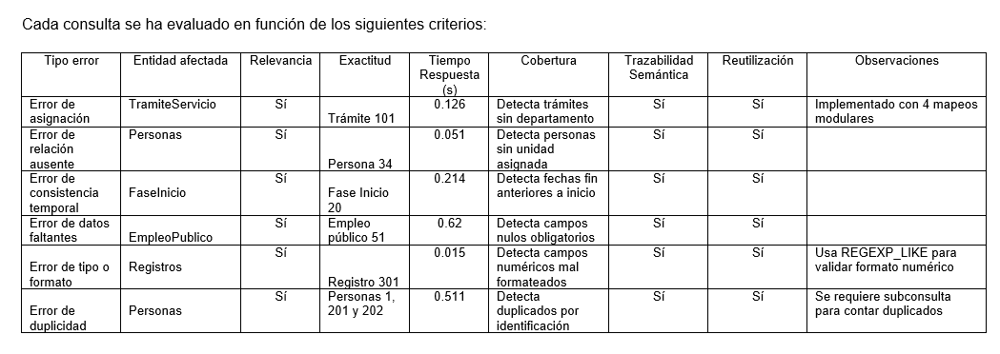 Cada consulta se ha evaluado en función de los siguientes criterios:
Tipo error Entidad afectada Relevancia Exactitud Tiempo Respuesta (s) Cobertura Trazabilidad Semántica Reutilización Observaciones
Error de asignación TramiteServicio Sí Trámite 101 0.126 Detecta trámites sin departamento Sí Sí Implementado con 4 mapeos modulares
Error de relación ausente Personas Sí Persona 34 0.051 Detecta personas sin unidad asignada Sí Sí
Error de consistencia temporal FaseInicio Sí Fase Inicio 20 0.214 Detecta fechas fin anteriores a inicio Sí Sí
Error de datos faltantes EmpleoPublico Sí Empleo público 51 0.62 Detecta campos nulos obligatorios Sí Sí
Error de tipo o formato Registros Sí Registro 301 0.015 Detecta campos numéricos mal formateados Sí Sí Usa REGEXP_LIKE para validar formato numérico
Error de duplicidad Personas Sí Personas 1, 201 y 202 0.511 Detecta duplicados por identificación Sí Sí Se requiere subconsulta para contar duplicados